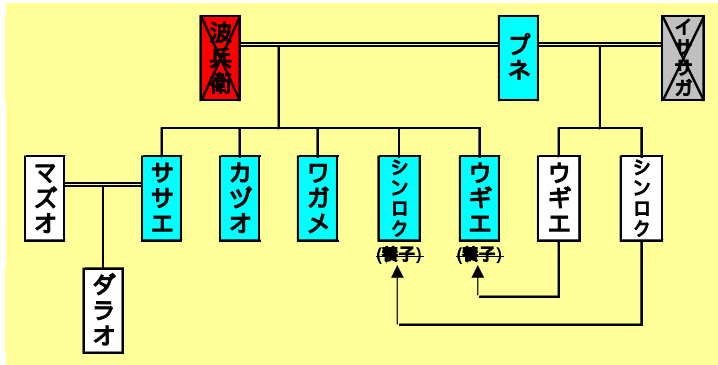 波兵衛
プネ
イササガ
マズオ
ササエ
カヅオ
ワガメ
シンロク
ウギエ
ウギエ
シンロク
(養子)
(養子)
ダラオ